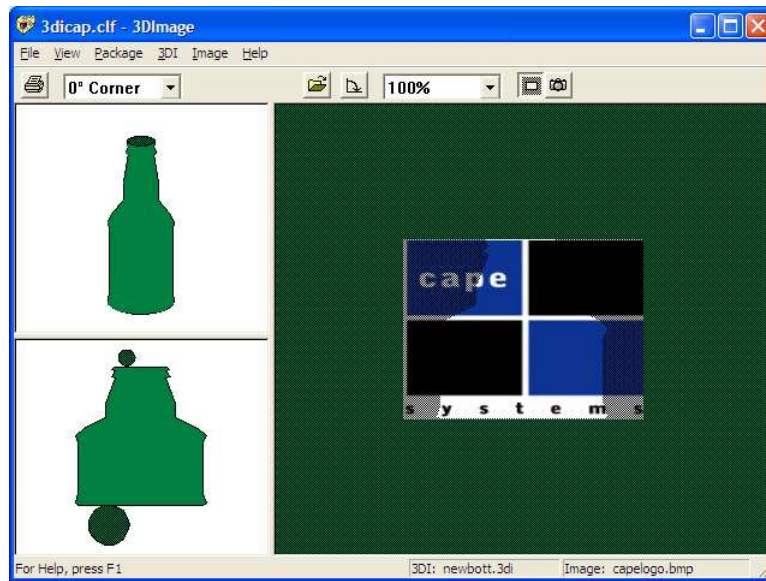 3dicap.clf - 3DImage
File View Package 3DI Image Help
0° Corner 100%
cape
systems
For Help, press F1 3DI: newbott.3di Image: capelogo.bmp